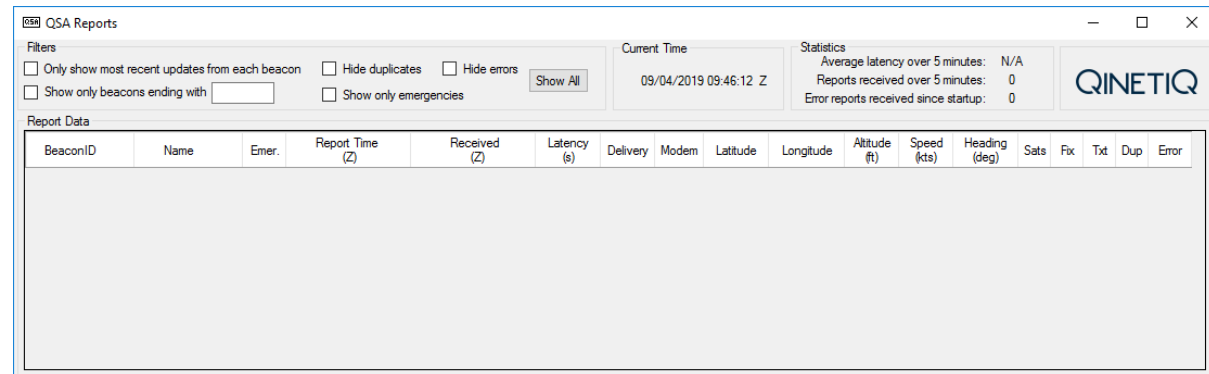 QSA QSA Reports
Filters
Only show most recent updates from each beacon
Hide duplicates
Hide errors
Show only beacons ending with
Show only emergencies
Show All
Current Time
09/04/2019 09:46:12 Z
Statistics
Average latency over 5 minutes: N/A
Reports received over 5 minutes: 0
Error reports received since startup: 0
QINETIQ
Report Data
BeaconID
Name
Emer.
Report Time
(Z)
Received
(Z)
Latency
(s)
Delivery
Modem
Latitude
Longitude
Altitude
(ft)
Speed
(kts)
Heading
(deg)
Sats
Fix
Txt
Dup
Error